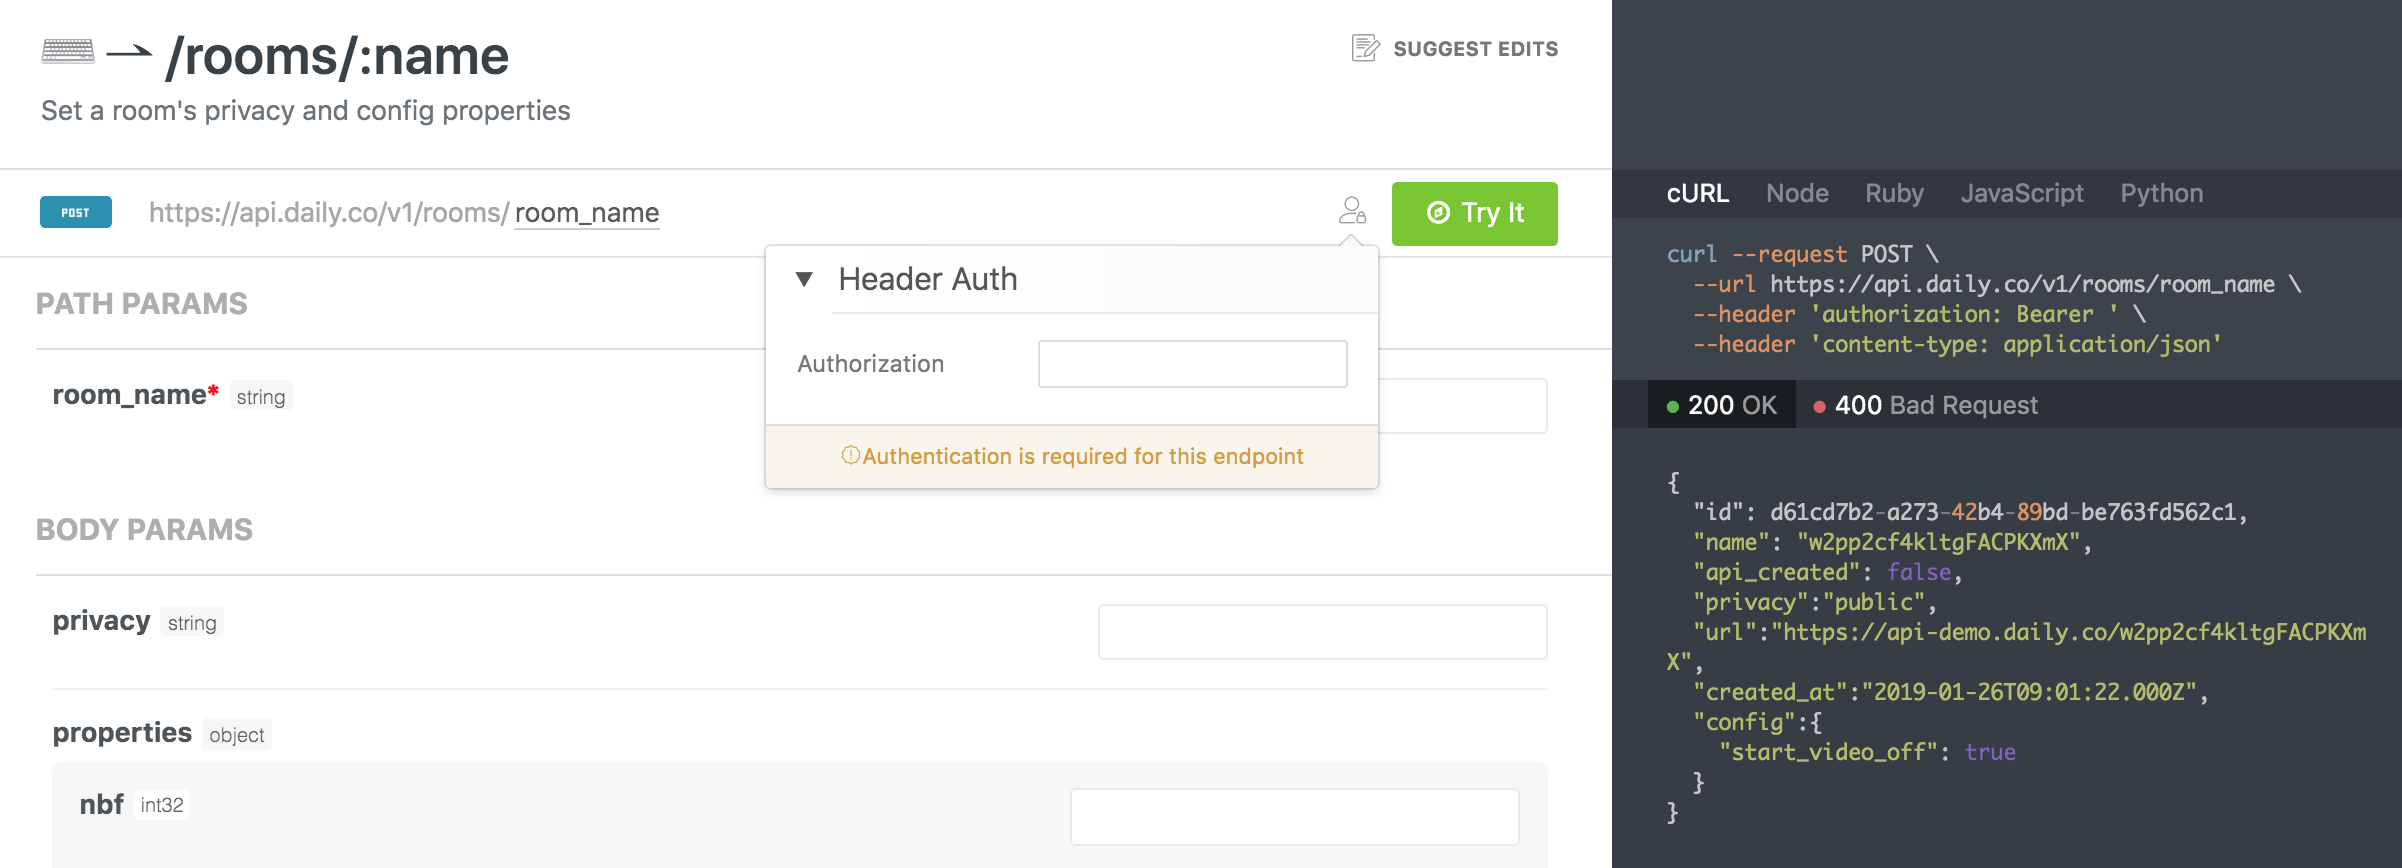 /rooms/:name
SUGGEST EDITS
Set a room's privacy and config properties
POST https://api.daily.co/v1/rooms/room_name
Try It
Header Auth
Authorization
Authentication is required for this endpoint
PATH PARAMS
room_name* string
BODY PARAMS
privacy string
properties object
nbf int32
cURL Node Ruby JavaScript Python
curl --request POST \
--url https://api.daily.co/v1/rooms/room_name \
--header 'authorization: Bearer ' \
--header 'content-type: application/json'
200 OK 400 Bad Request
{
"id": d61cd7b2-a273-42b4-89bd-be763fd562c1,
"name": "w2pp2cf4kltgFACPKXmX",
"api_created": false,
"privacy":"public",
"url":"https://api-demo.daily.co/w2pp2cf4kltgFACPKXm
X",
"created_at":"2019-01-26T09:01:22.000Z",
"config":{
"start_video_off": true
}
}